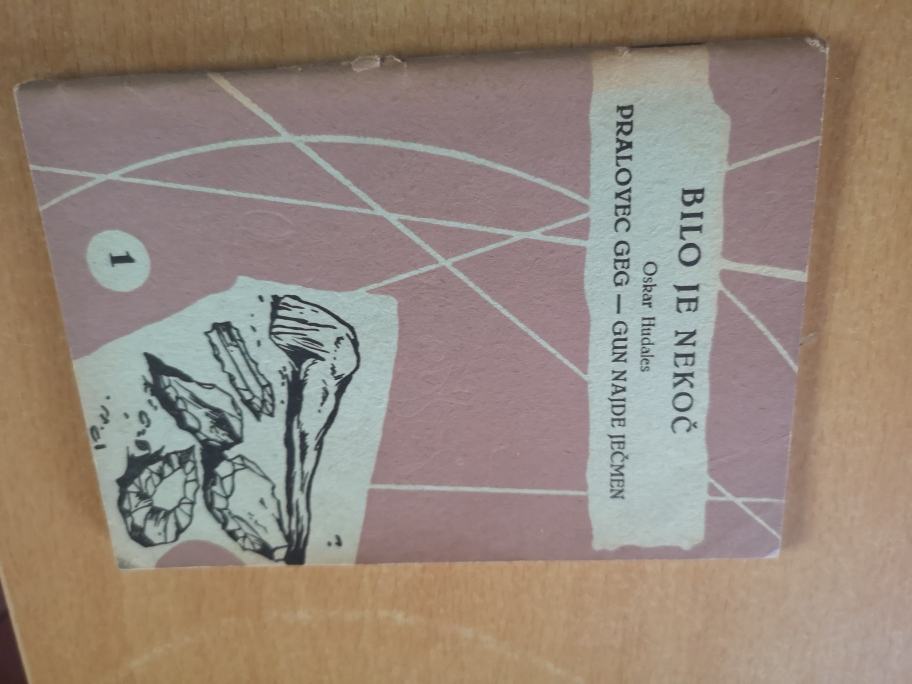 BILO JE NEKOČ
Oskar Hudales
PRALOVEC GEG — GUN NAJDE JEČMEN
1